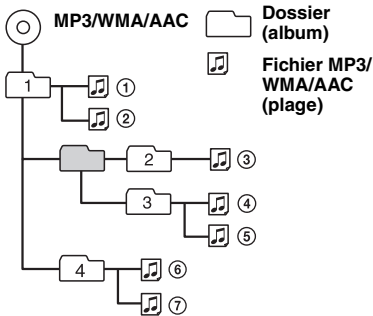 MP3/WMA/AAC
Dossier
(album)
Fichier MP3/
WMA/AAC
(plage)
1
①
②
2
③
3
④
⑤
4
⑥
⑦